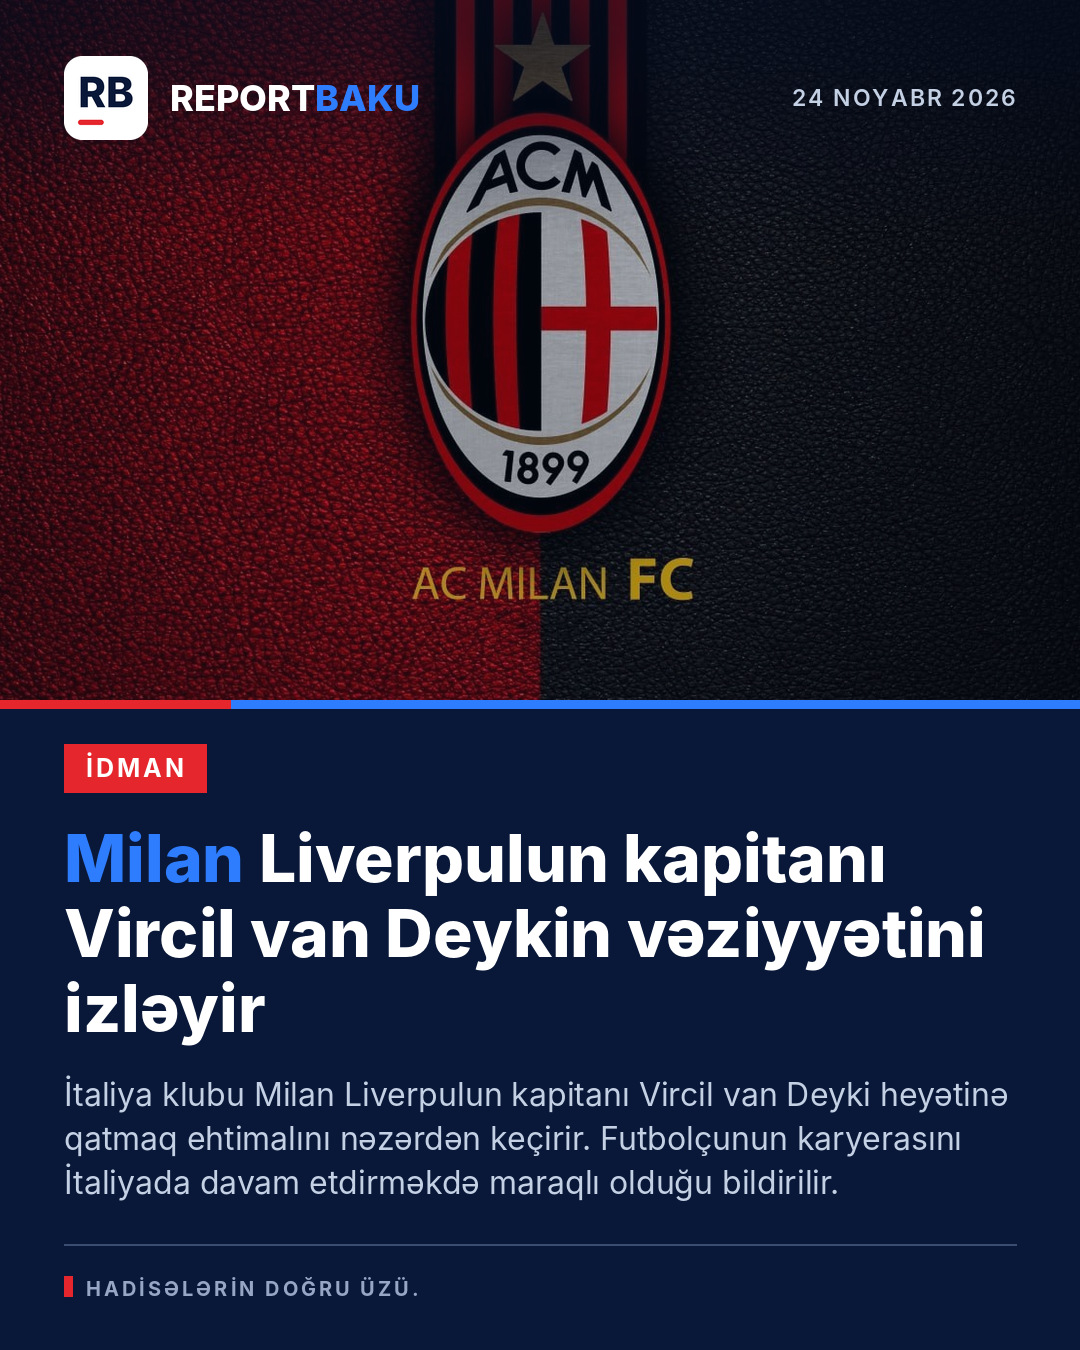 RB
REPORTBAKU
24 NOYABR 2026
ACM
1899
AC MILAN FC
İDMAN
Milan Liverpulun kapitanı
Vircil van Deykin vəziyyətini
izləyir
İtaliya klubu Milan Liverpulun kapitanı Vircil van Deyki heyətinə
qatmaq ehtimalını nəzərdən keçirir. Futbolçunun karyerasını
İtaliyada davam etdirməkdə maraqlı olduğu bildirilir.
HADİSƏLƏRİN DOĞRU ÜZÜ.